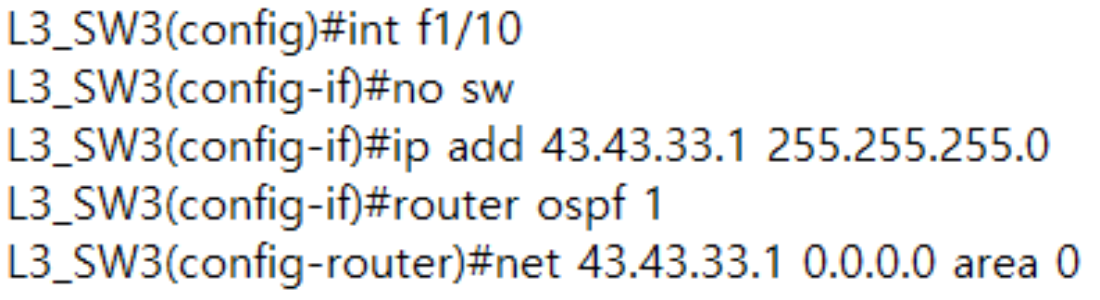 L3_SW3(config)#int f1/10
L3_SW3(config-if)#no sw
L3_SW3(config-if)#ip add 43.43.33.1 255.255.255.0
L3_SW3(config-if)#router ospf 1
L3_SW3(config-router)#net 43.43.33.1 0.0.0.0 area 0